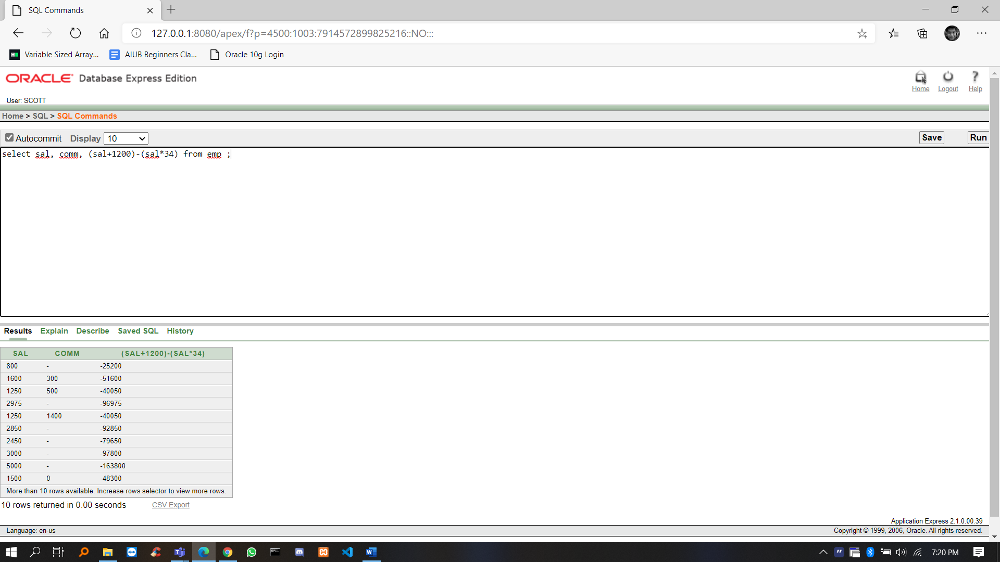 SQL Commands
127.0.0.1:8080/apex/f?p=4500:1003:7914572899825216::NO:::
Variable Sized Array... AIUB Beginners Cla... Oracle 10g Login
ORACLE Database Express Edition
Home Logout Help
User: SCOTT
Home > SQL > SQL Commands
Autocommit Display 10 Save Run
select sal, comm, (sal+1200)-(sal*34) from emp ;
Results Explain Describe Saved SQL History
SAL COMM (SAL+1200)-(SAL*34)
800 - -25200
1600 300 -51600
1250 500 -40050
2975 - -96975
1250 1400 -40050
2850 - -92850
2450 - -79650
3000 - -97800
5000 - -163800
1500 0 -48300
More than 10 rows available. Increase rows selector to view more rows.
10 rows returned in 0.00 seconds CSV Export
Application Express 2.1.0.00.39
Language: en-us Copyright © 1999, 2006, Oracle. All rights reserved.
7:20 PM